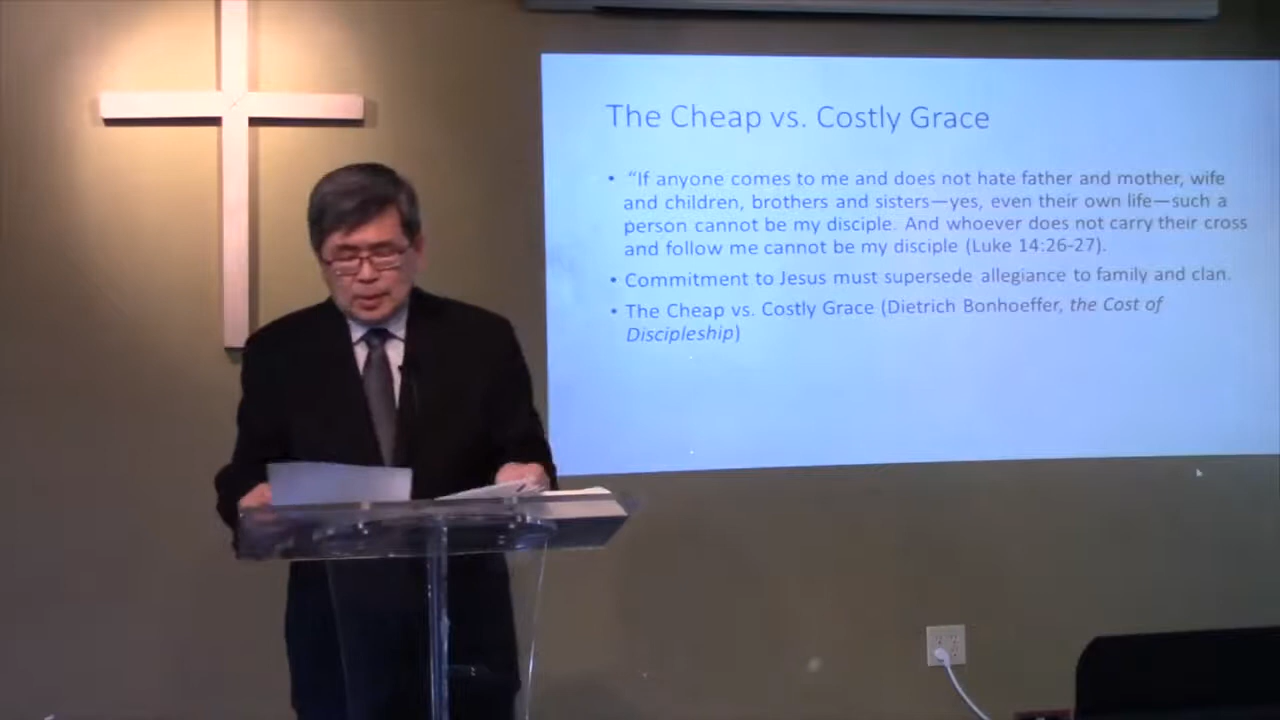 The Cheap vs. Costly Grace
• “If anyone comes to me and does not hate father and mother, wife
and children, brothers and sisters—yes, even their own life—such a
person cannot be my disciple. And whoever does not carry their cross
and follow me cannot be my disciple (Luke 14:26-27).
• Commitment to Jesus must supersede allegiance to family and clan.
• The Cheap vs. Costly Grace (Dietrich Bonhoeffer, the Cost of
Discipleship)